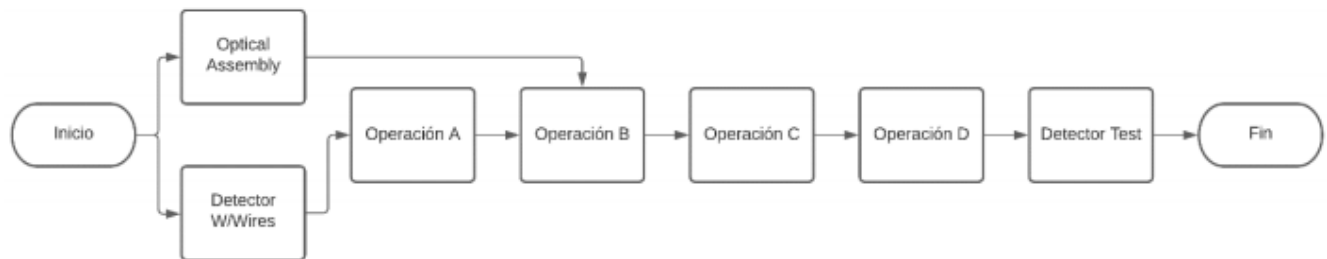 Inicio
Optical
Assembly
Detector
W/Wires
Operación A
Operación B
Operación C
Operación D
Detector Test
Fin